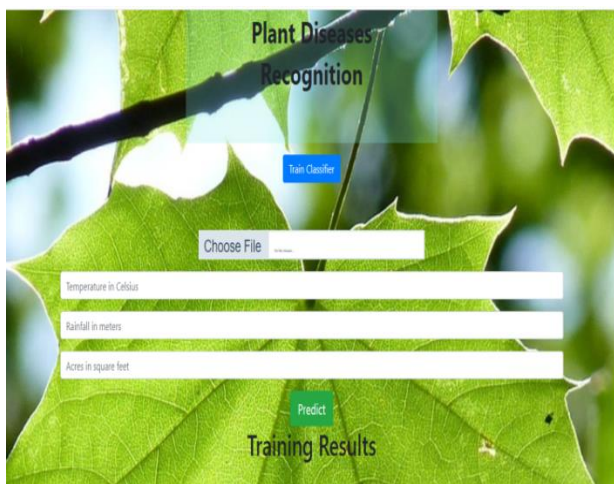 Plant Diseases
Recognition
Train Classifier
Choose File
Temperature in Celsius
Rainfall in meters
Acres in square feet
Predict
Training Results